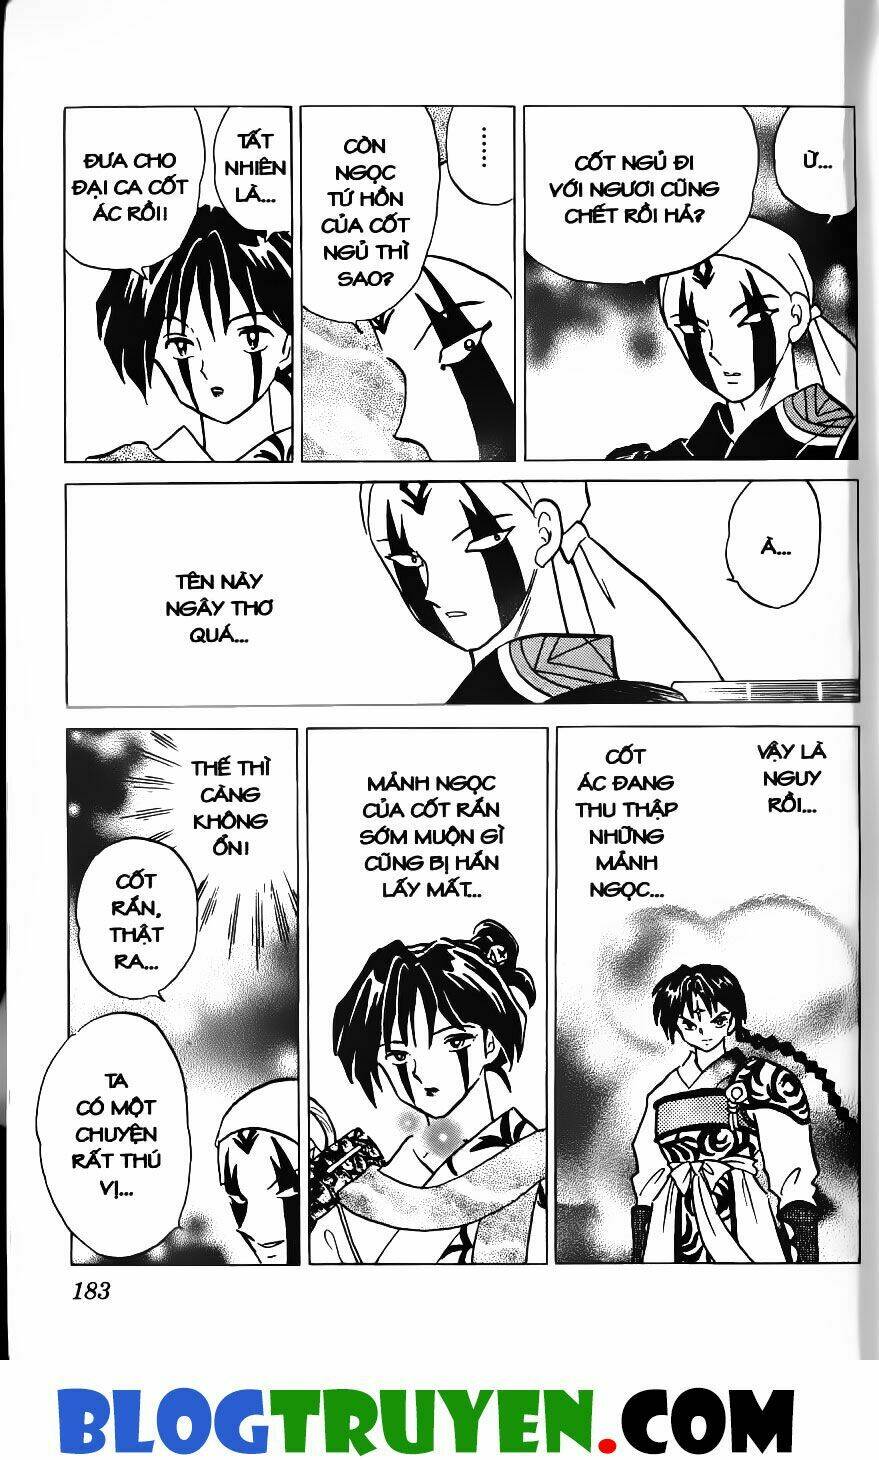 Ừ...
CỐT NGỦ ĐI
VỚI NGƯƠI CŨNG
CHẾT RỒI HẢ?
......
CÒN
NGỌC
TỨ HỒN
CỦA CỐT
NGỦ THÌ
SAO?
TẤT
NHIÊN
LÀ...
ĐƯA CHO
ĐẠI CA CỐT
ÁC RỒI!
À...
TÊN NÀY
NGÂY THƠ
QUÁ...
VẬY LÀ
NGUY
RỒI...
CỐT
ÁC ĐANG
THU THẬP
NHỮNG
MẢNH
NGỌC...
MẢNH NGỌC
CỦA CỐT RẮN
SỚM MUỘN GÌ
CŨNG BỊ HẮN
LẤY MẤT...
THẾ THÌ
CÀNG
KHÔNG
ỔN!
CỐT
RẮN,
THẬT
RA...
TA
CÓ MỘT
CHUYỆN
RẤT THÚ
VỊ...
183
BLOGTRUYEN.COM